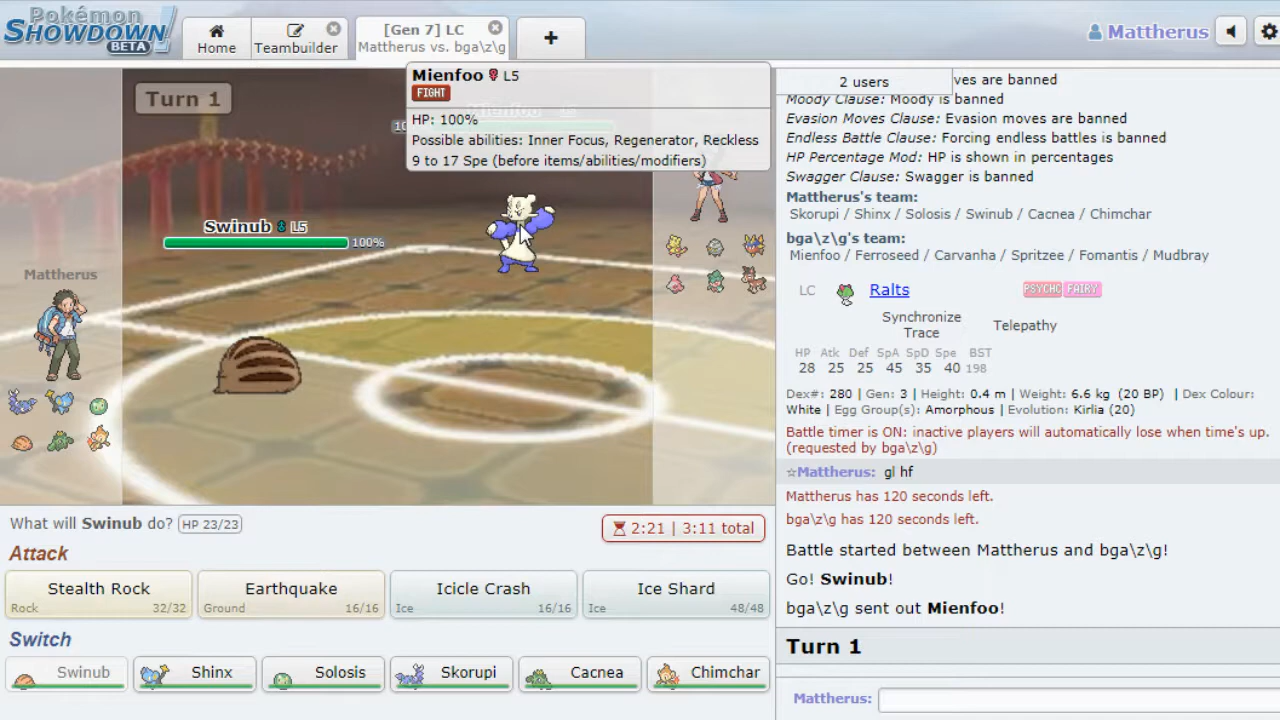 Pokémon
SHOWDOWN!
BETA
Home
Teambuilder
[Gen 7] LC
Mattherus vs. bga\z\g
+
Mattherus
Turn 1
Mienfoo L5
FIGHT
HP: 100%
Possible abilities: Inner Focus, Regenerator, Reckless
9 to 17 Spe (before items/abilities/modifiers)
Swinub L5
100%
Mattherus
2 users
ves are banned
Moody Clause: Moody is banned
Evasion Moves Clause: Evasion moves are banned
Endless Battle Clause: Forcing endless battles is banned
HP Percentage Mod: HP is shown in percentages
Swagger Clause: Swagger is banned
Mattherus's team:
Skorupi / Shinx / Solosis / Swinub / Cacnea / Chimchar
bga\z\g's team:
Mienfoo / Ferroseed / Carvanha / Spritzee / Fomantis / Mudbray
LC Ralts PSYCHC FAIRY
Synchronize
Trace
Telepathy
HP Atk Def SpA SpD Spe BST
28 25 25 45 35 40 198
Dex#: 280 | Gen: 3 | Height: 0.4 m | Weight: 6.6 kg (20 BP) | Dex Colour:
White | Egg Group(s): Amorphous | Evolution: Kirlia (20)
Battle timer is ON: inactive players will automatically lose when time's up.
(requested by bga\z\g)
☆Mattherus: gl hf
Mattherus has 120 seconds left.
bga\z\g has 120 seconds left.
Battle started between Mattherus and bga\z\g!
Go! Swinub!
bga\z\g sent out Mienfoo!
Turn 1
Mattherus:
What will Swinub do? HP 23/23
2:21 | 3:11 total
Attack
Stealth Rock
Rock 32/32
Earthquake
Ground 16/16
Icicle Crash
Ice 16/16
Ice Shard
Ice 48/48
Switch
Swinub
Shinx
Solosis
Skorupi
Cacnea
Chimchar